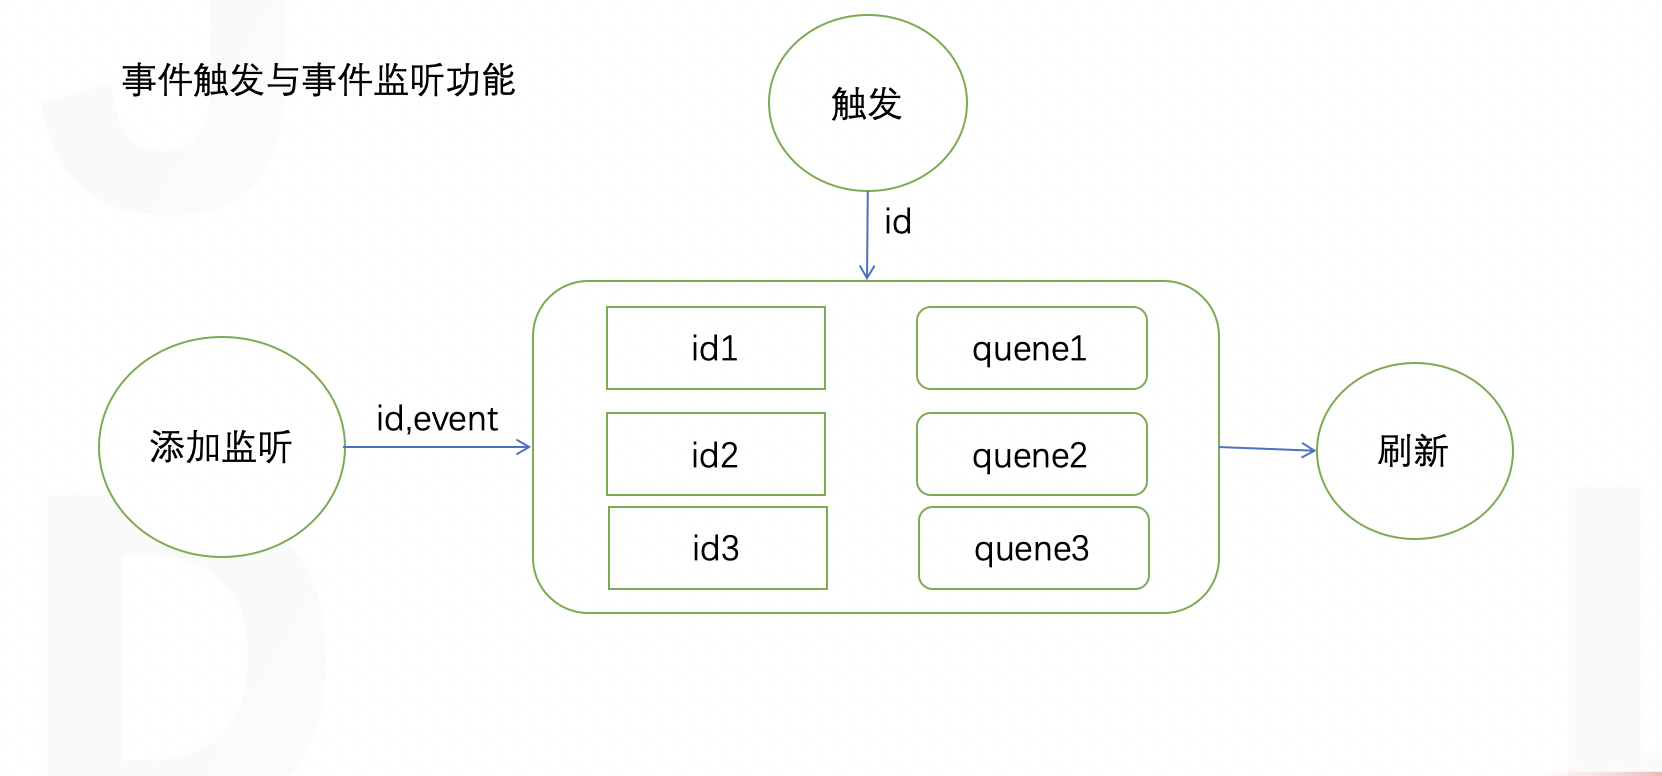 事件触发与事件监听功能
触发
id
id1
quene1
id,event
添加监听
id2
quene2
刷新
id3
quene3